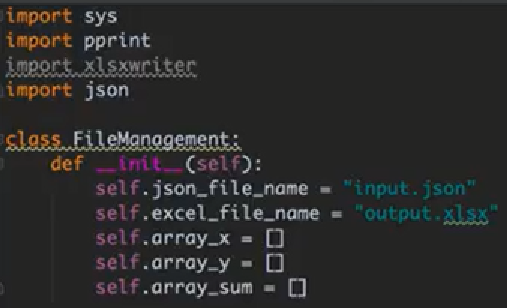 import sys
import pprint
import xlsxwriter
import json
class FileManagement:
def __init__(self):
self.json_file_name = "input.json"
self.excel_file_name = "output.xlsx"
self.array_x = []
self.array_y = []
self.array_sum = []